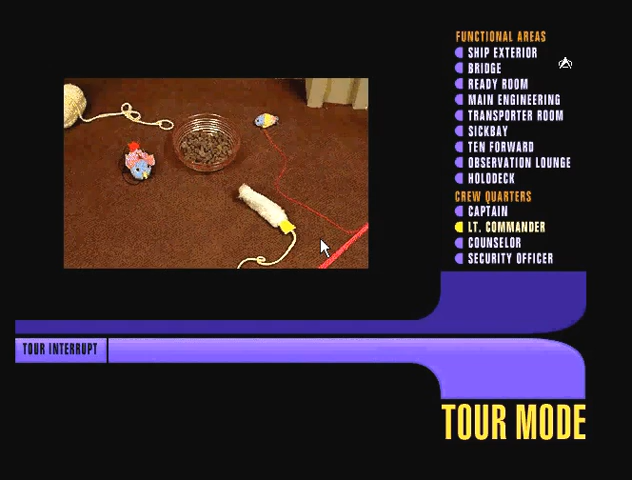 FUNCTIONAL AREAS
SHIP EXTERIOR
BRIDGE
READY ROOM
MAIN ENGINEERING
TRANSPORTER ROOM
SICKBAY
TEN FORWARD
OBSERVATION LOUNGE
HOLODECK
CREW QUARTERS
CAPTAIN
LT. COMMANDER
COUNSELOR
SECURITY OFFICER
TOUR INTERRUPT
TOUR MODE